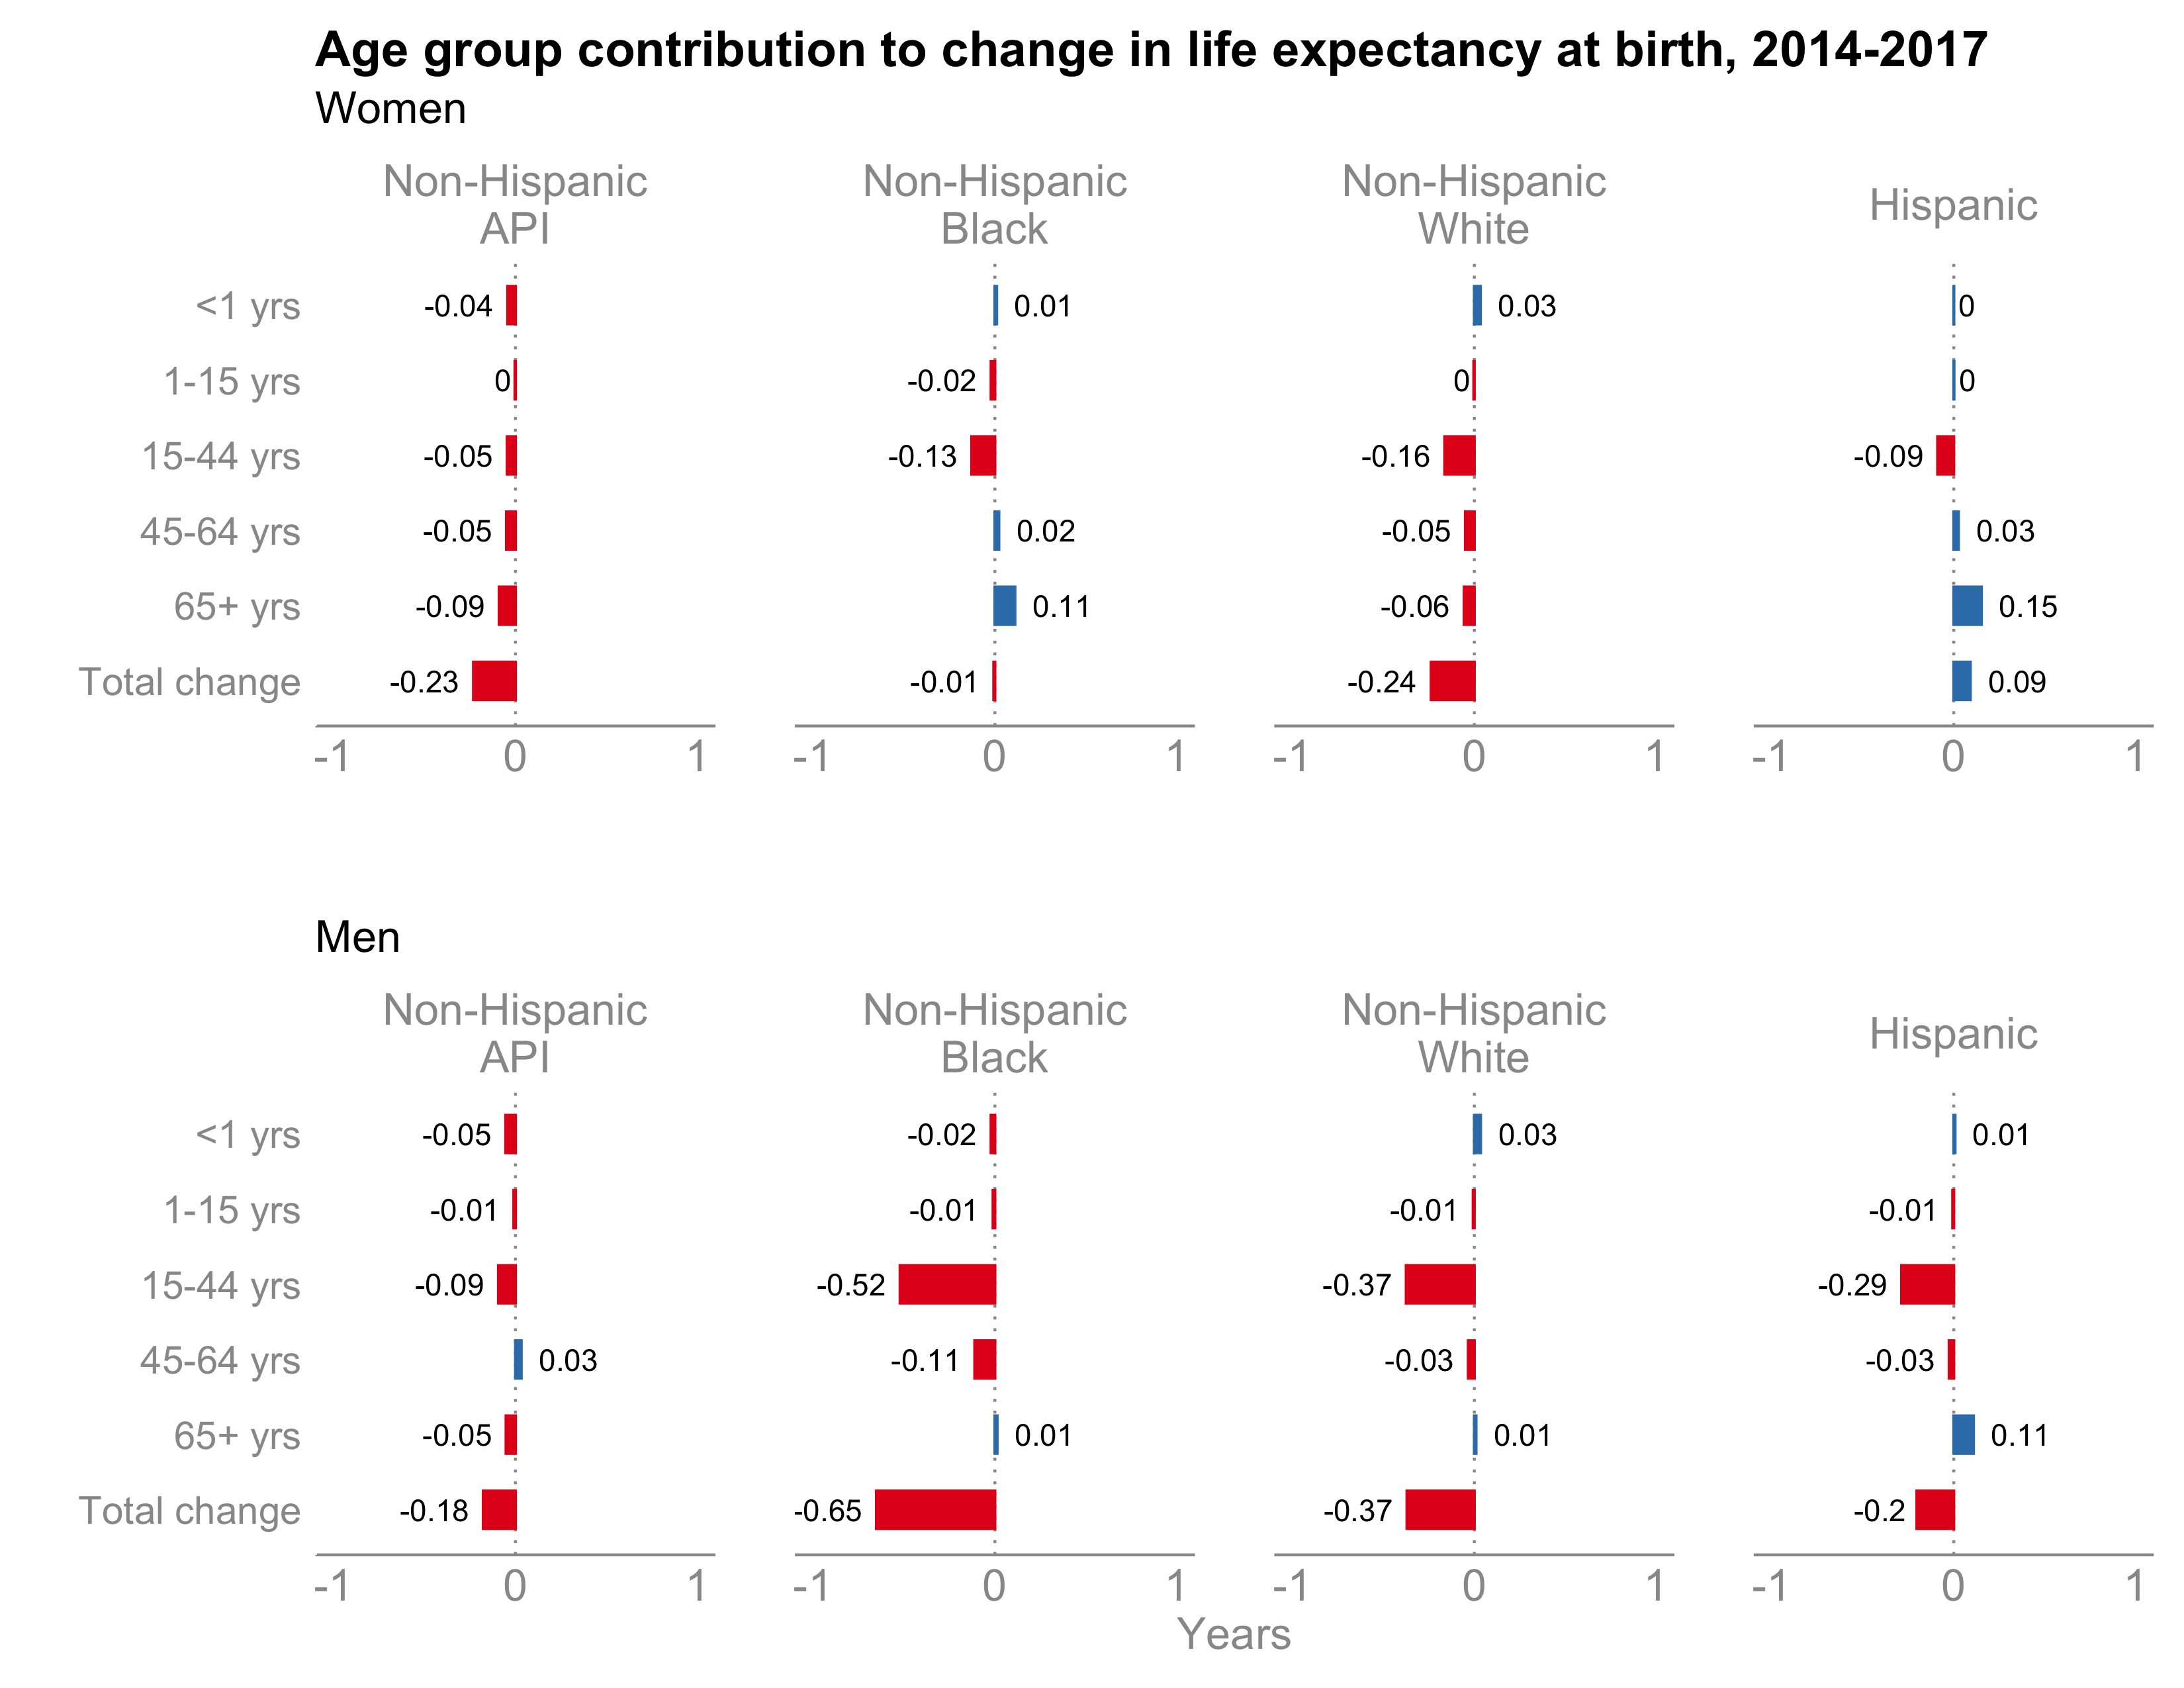 Age group contribution to change in life expectancy at birth, 2014-2017
Women
Non-Hispanic API
Non-Hispanic Black
Non-Hispanic White
Hispanic
<1 yrs -0.04 0.01 0.03 0
1-15 yrs 0 -0.02 0 0
15-44 yrs -0.05 -0.13 -0.16 -0.09
45-64 yrs -0.05 0.02 -0.05 0.03
65+ yrs -0.09 0.11 -0.06 0.15
Total change -0.23 -0.01 -0.24 0.09
-1 0 1 -1 0 1 -1 0 1 -1 0 1
Men
Non-Hispanic API
Non-Hispanic Black
Non-Hispanic White
Hispanic
<1 yrs -0.05 -0.02 0.03 0.01
1-15 yrs -0.01 -0.01 -0.01 -0.01
15-44 yrs -0.09 -0.52 -0.37 -0.29
45-64 yrs 0.03 -0.11 -0.03 -0.03
65+ yrs -0.05 0.01 0.01 0.11
Total change -0.18 -0.65 -0.37 -0.2
-1 0 1 -1 0 1 -1 0 1 -1 0 1
Years